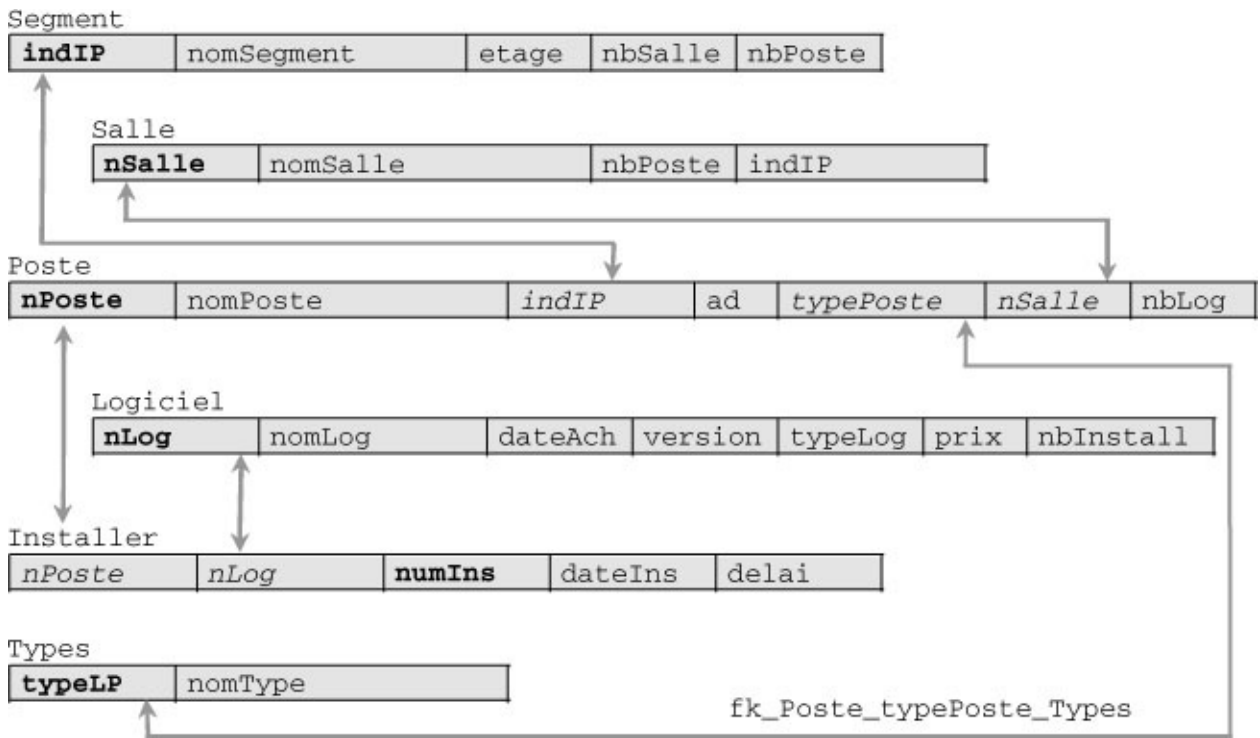 Segment
indIP nomSegment etage nbSalle nbPoste
Salle
nSalle nomSalle nbPoste indIP
Poste
nPoste nomPoste indIP ad typePoste nSalle nbLog
Logiciel
nLog nomLog dateAch version typeLog prix nbInstall
Installer
nPoste nLog numIns dateIns delai
Types
typeLP nomType
fk_Poste_typePoste_Types